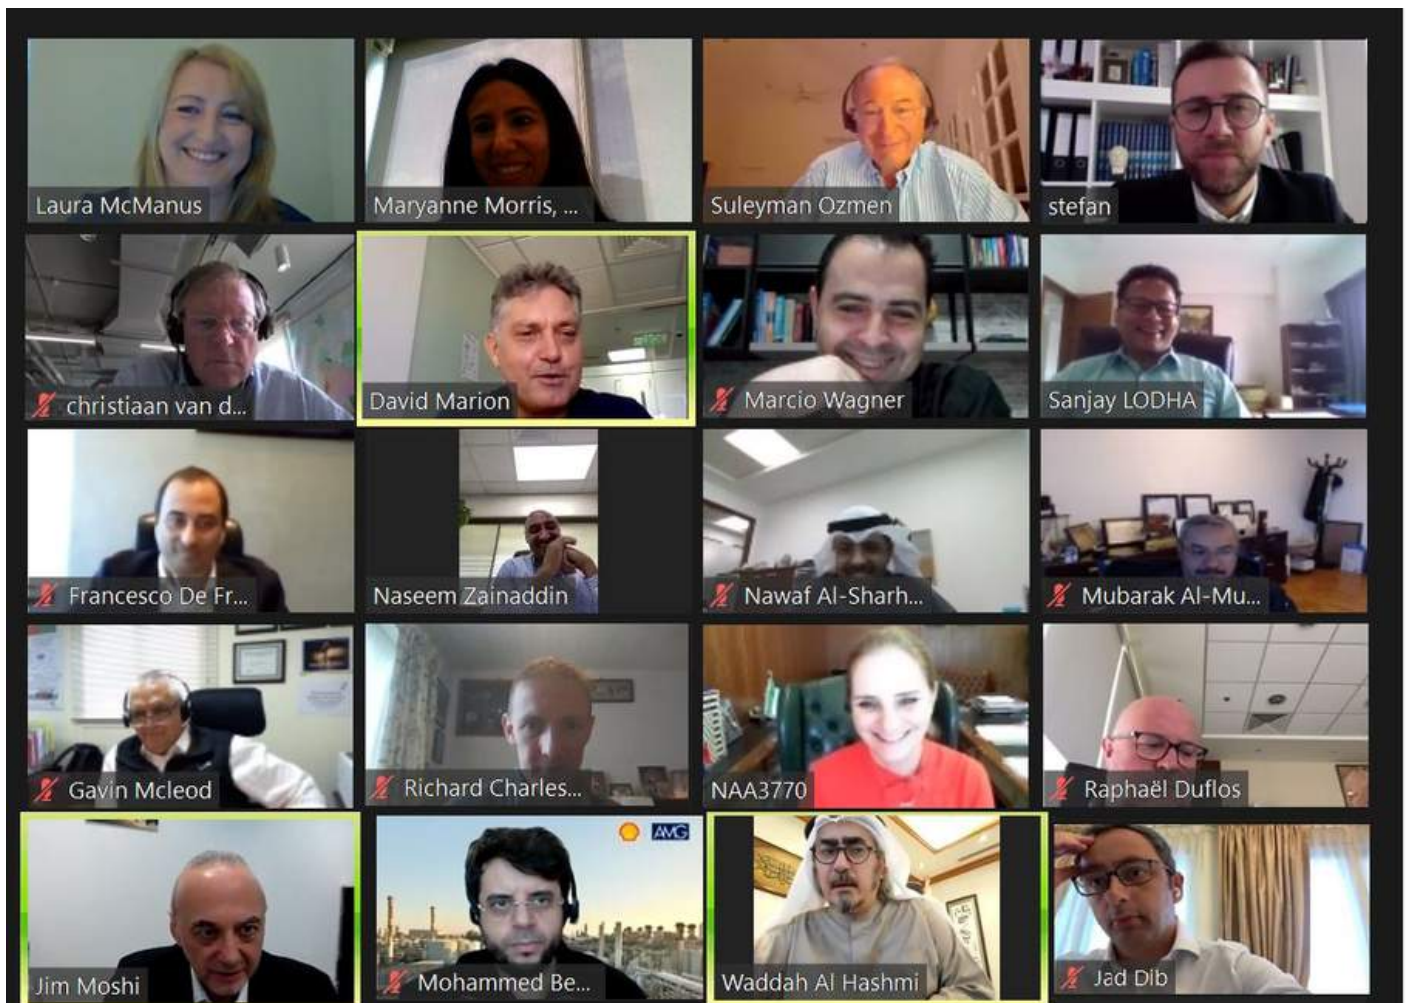 Laura McManus
Maryanne Morris, ...
Suleyman Ozmen
stefan
christiaan van d...
David Marion
Marcio Wagner
Sanjay LODHA
Francesco De Fr...
Naseem Zainaddin
Nawaf Al-Sharh...
Mubarak Al-Mu...
Gavin Mcleod
Richard Charles...
NAA3770
Raphaël Duflos
AMG
Jim Moshi
Mohammed Be...
Waddah Al Hashmi
Jad Dib